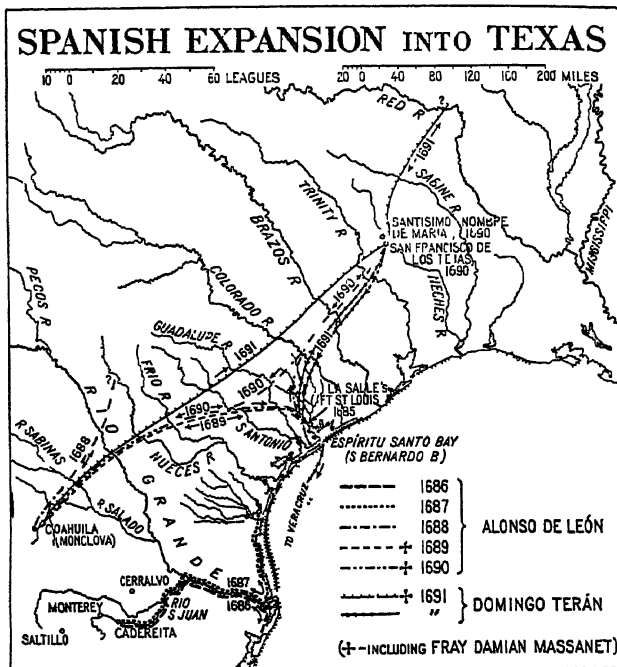 SPANISH EXPANSION INTO TEXAS
10 0 20 40 60 LEAGUES
20 0 40 80 120 160 200 MILES
RED R
?
1691
SABINE R
TRINITY R
SANTISIMO NOMBRE
DE MARIA, 1690
SAN FRANCISCO DE
LOS TEJAS
1690
MISSISSIPPI
BRAZOS R
NECHES R
PECOS R
COLORADO R
1690
1691
GUADALUPE R
1691
FRIO R
1690
LA SALLE'S
FT ST LOUIS
1685
?
RIO GRANDE
1690
1689
S ANTONIO
1688
R SABINAS
NUECES R
ESPÍRITU SANTO BAY
(S BERNARDO B)
R SALADO
TO VERACRUZ
"
COAHUILA
(MONCLOVA)
CERRALVO
1687
1686
MONTEREY
RIO
S JUAN
SALTILLO
CADEREITA
1686
1687
1688
1689
1690
ALONSO DE LEÓN
1691
"
DOMINGO TERÁN
(✢-INCLUDING FRAY DAMIAN MASSANET)